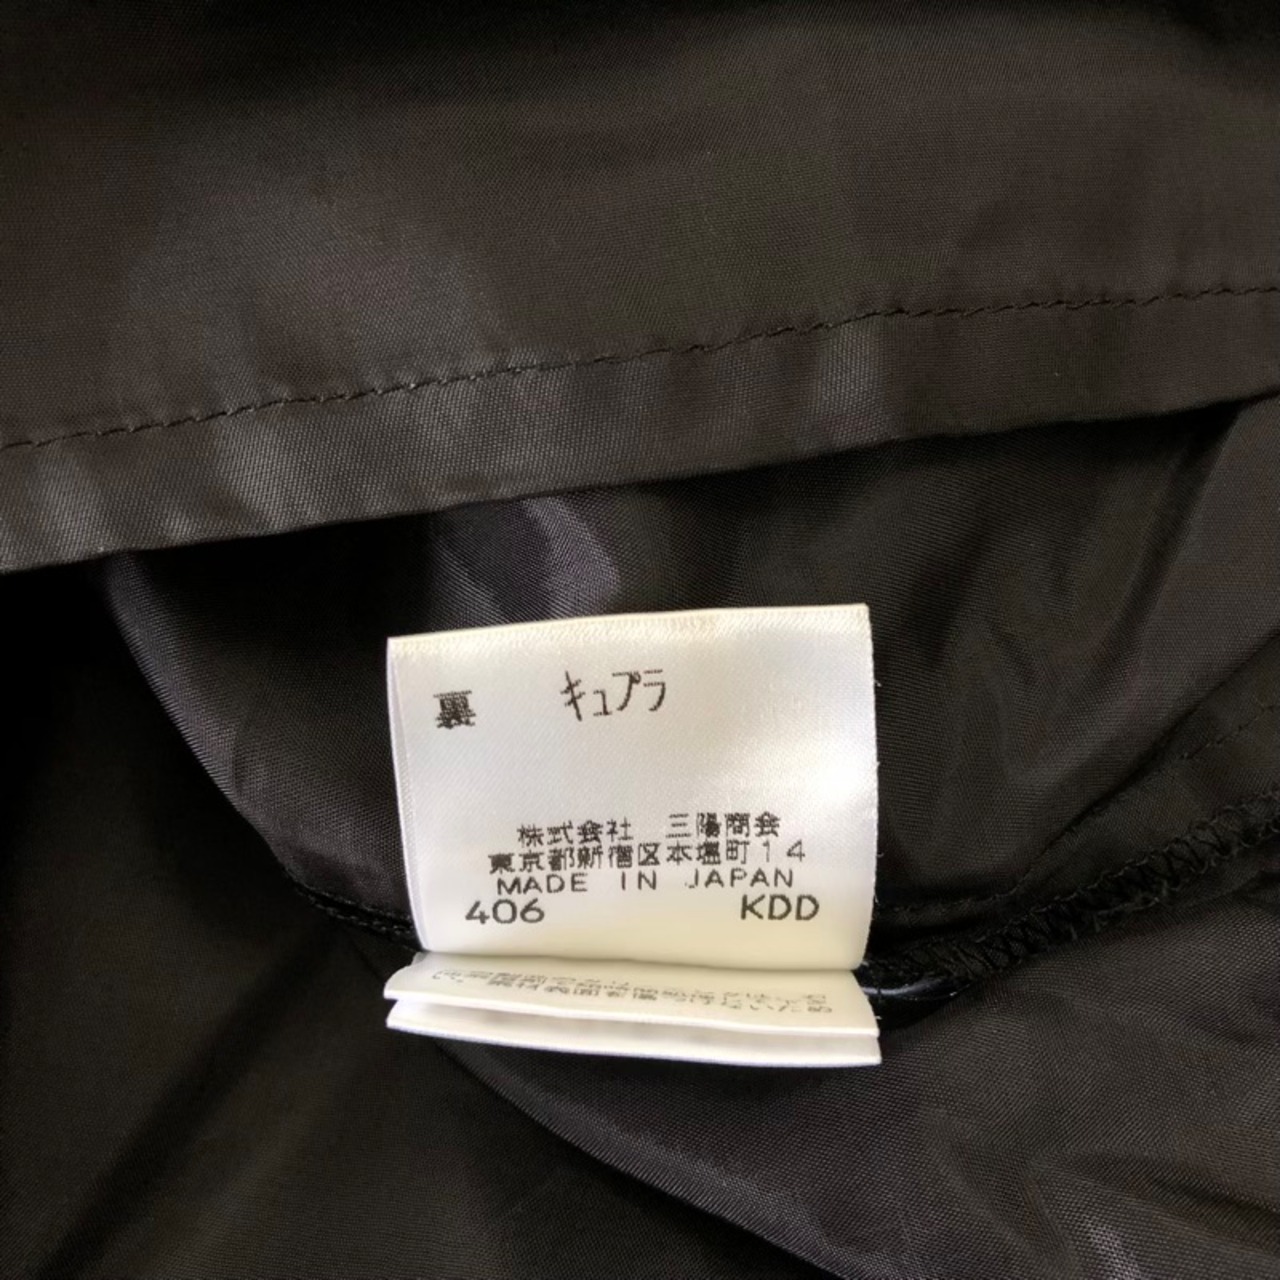 裏 キュプラ
株式会社 三陽商会
東京都新宿区本塩町14
MADE IN JAPAN
406 KDD